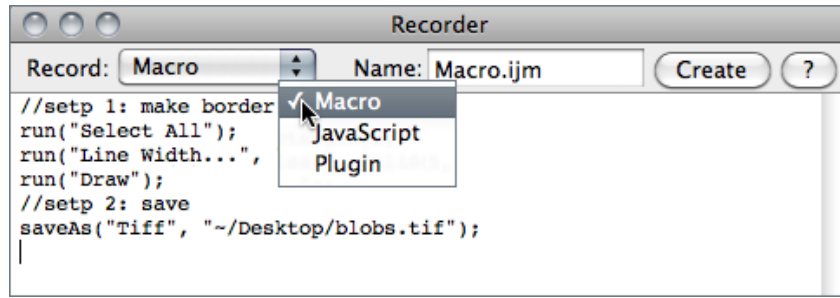 Recorder
Record: Macro Name: Macro.ijm Create ?
Macro
JavaScript
Plugin
//setp 1: make border
run("Select All");
run("Line Width...",
run("Draw");
//setp 2: save
saveAs("Tiff", "~/Desktop/blobs.tif");